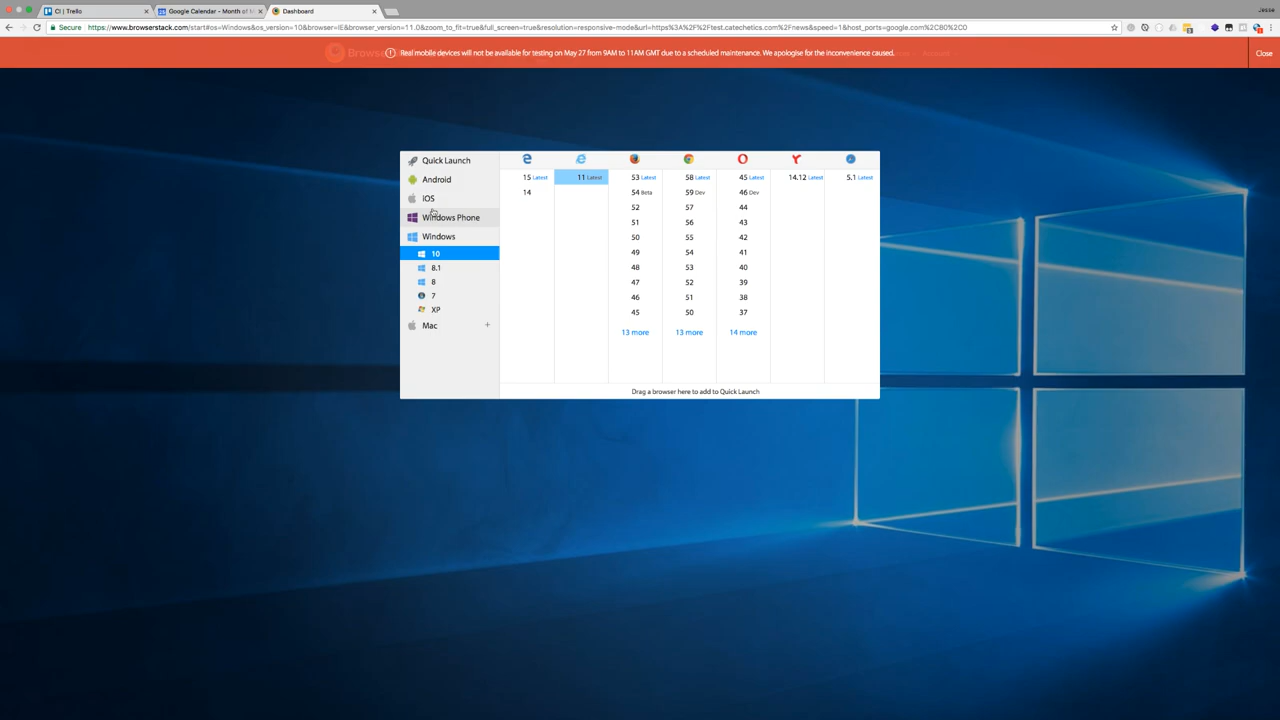 CI | Trello
Google Calendar - Month of M
Dashboard
Jesse
Secure
https://www.browserstack.com/start#os=Windows&os_version=10&browser=IE&browser_version=11.0&zoom_to_fit=true&full_screen=true&resolution=responsive-mode&url=https%3A%2F%2Ftest.catechetics.com%2Fnews&speed=1&host_ports=google.com%2C80%2C0
Real mobile devices will not be available for testing on May 27 from 9AM to 11AM GMT due to a scheduled maintenance. We apologise for the inconvenience caused.
Close
Quick Launch
Android
iOS
Windows Phone
Windows
10
8.1
8
7
XP
Mac +
15 Latest 11 Latest 53 Latest 58 Latest 45 Latest 14.12 Latest 5.1 Latest
14 54 Beta 59 Dev 46 Dev
52 57 44
51 56 43
50 55 42
49 54 41
48 53 40
47 52 39
46 51 38
45 50 37
13 more 13 more 14 more
Drag a browser here to add to Quick Launch